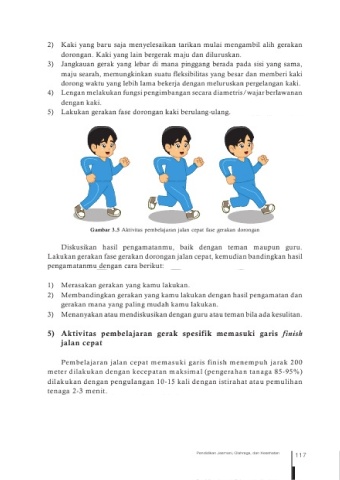 2) Kaki yang baru saja menyelesaikan tarikan mulai mengambil alih gerakan
dorongan. Kaki yang lain bergerak maju dan diluruskan.
3) Jangkauan gerak yang lebar di mana pinggang berada pada sisi yang sama,
maju searah, memungkinkan suatu fleksibilitas yang besar dan memberi kaki
dorong waktu yang lebih lama bekerja dengan meluruskan pergelangan kaki.
4) Lengan melakukan fungsi pengimbangan secara diametris/wajar berlawanan
dengan kaki.
5) Lakukan gerakan fase dorongan kaki berulang-ulang.
Gambar 3.5 Aktivitas pembelajaran jalan cepat fase gerakan dorongan
Diskusikan hasil pengamatanmu, baik dengan teman maupun guru.
Lakukan gerakan fase gerakan dorongan jalan cepat, kemudian bandingkan hasil
pengamatanmu dengan cara berikut:
1) Merasakan gerakan yang kamu lakukan.
2) Membandingkan gerakan yang kamu lakukan dengan hasil pengamatan dan
gerakan mana yang paling mudah kamu lakukan.
3) Menanyakan atau mendiskusikan dengan guru atau teman bila ada kesulitan.
5) Aktivitas pembelajaran gerak spesifik memasuki garis finish
jalan cepat
Pembelajaran jalan cepat memasuki garis finish menempuh jarak 200
meter dilakukan dengan kecepatan maksimal (pengerahan tanaga 85-95%)
dilakukan dengan pengulangan 10-15 kali dengan istirahat atau pemulihan
tenaga 2-3 menit.
Pendidikan Jasmani, Olahraga, dan Kesehatan
117